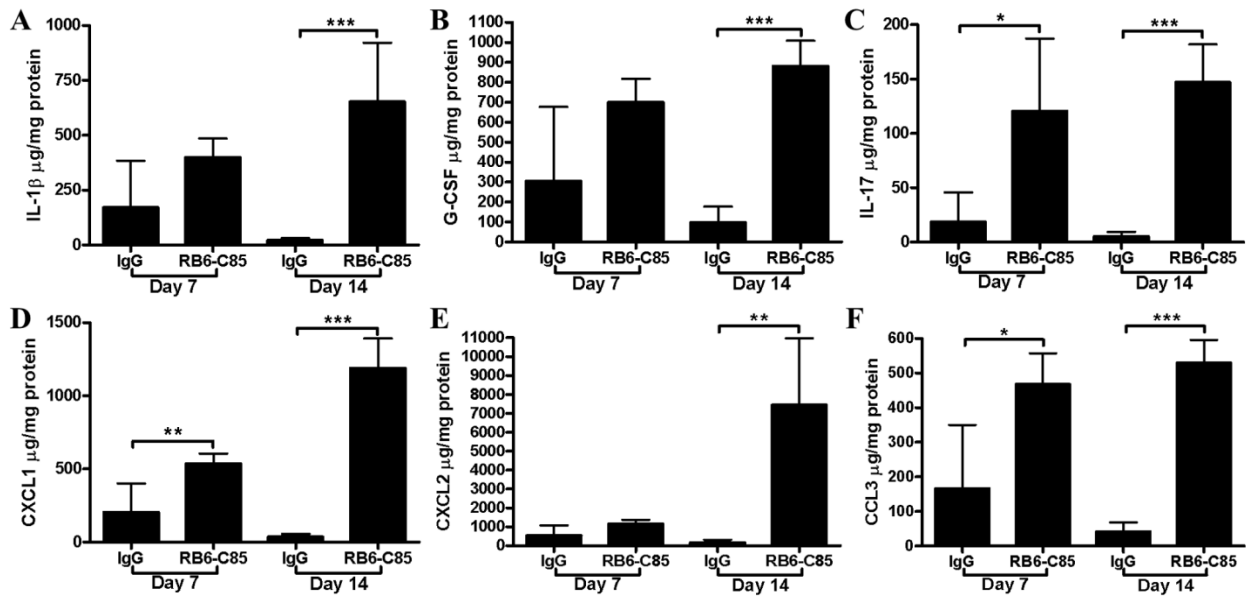 A
IL-1β µg/mg protein
1000
750
500
250
0
***
IgG RB6-C85 IgG RB6-C85
Day 7 Day 14
B
G-CSF µg/mg protein
1100
1000
900
800
700
600
500
400
300
200
100
0
***
IgG RB6-C85 IgG RB6-C85
Day 7 Day 14
C
IL-17 µg/mg protein
200
150
100
50
0
* ***
IgG RB6-C85 IgG RB6-C85
Day 7 Day 14
D
CXCL1 µg/mg protein
1500
1000
500
0
** ***
IgG RB6-C85 IgG RB6-C85
Day 7 Day 14
E
CXCL2 µg/mg protein
11000
10000
9000
8000
7000
6000
5000
4000
3000
2000
1000
0
**
IgG RB6-C85 IgG RB6-C85
Day 7 Day 14
F
CCL3 µg/mg protein
600
500
400
300
200
100
0
* ***
IgG RB6-C85 IgG RB6-C85
Day 7 Day 14